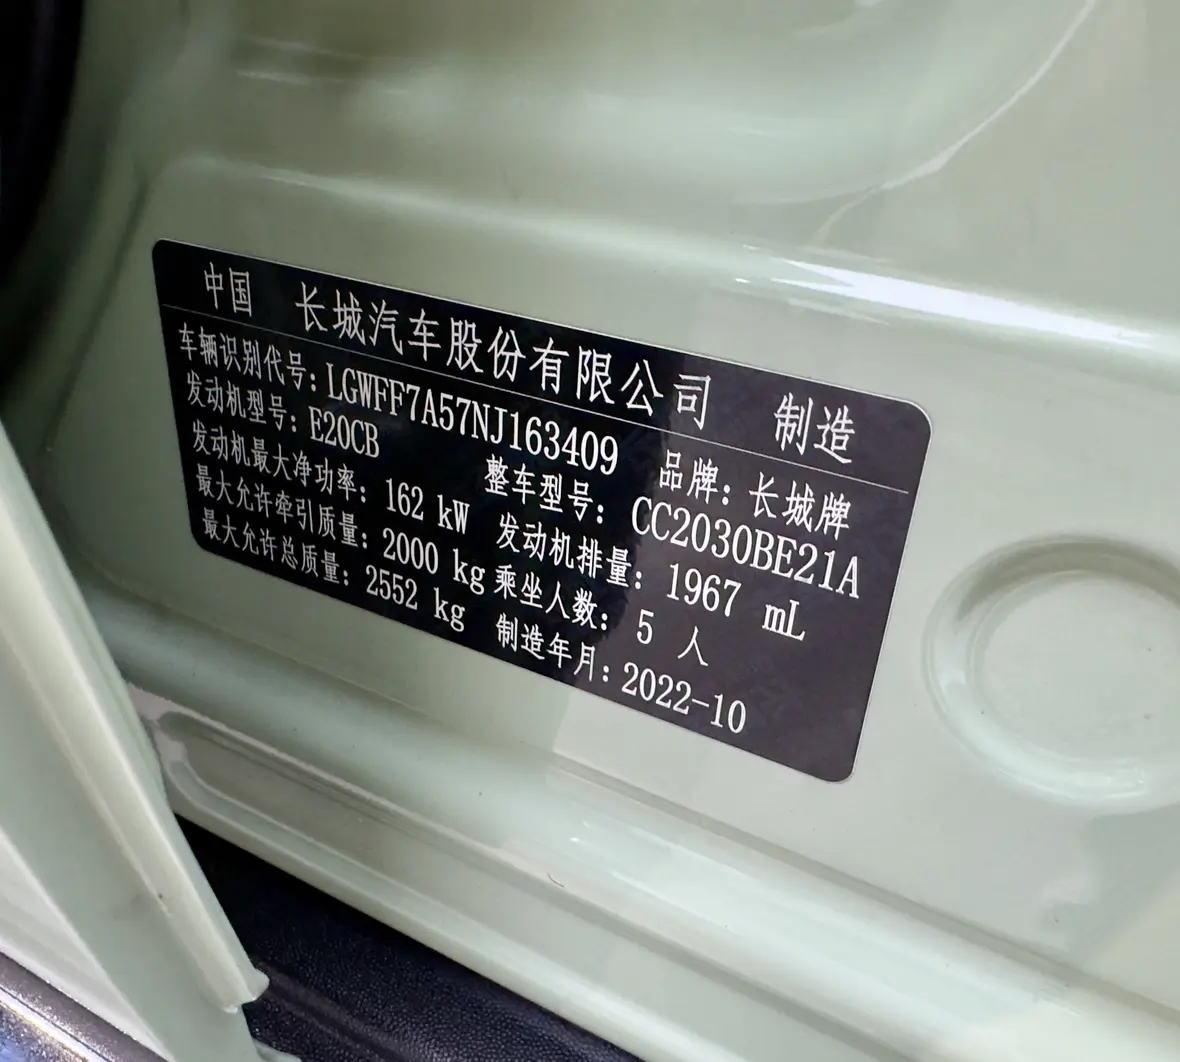 中国 长城汽车股份有限公司 制造
车辆识别代号：LGWFF7A57NJ163409 品牌：长城牌
发动机型号：E20CB 整车型号：CC2030BE21A
发动机最大净功率：162 kW 发动机排量：1967 mL
最大允许牵引质量：2000 kg 乘坐人数：5 人
最大允许总质量：2552 kg 制造年月：2022-10